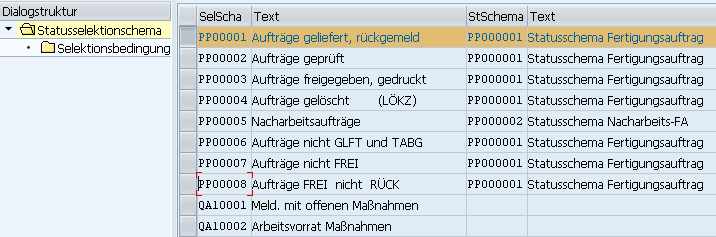 Dialogstruktur
Statusselektionschema
Selektionsbedingung
SelScha Text StSchema Text
PP00001 Aufträge geliefert, rückgemeld PP000001 Statusschema Fertigungsauftrag
PP00002 Aufträge geprüft PP000001 Statusschema Fertigungsauftrag
PP00003 Aufträge freigegeben, gedruckt PP000001 Statusschema Fertigungsauftrag
PP00004 Aufträge gelöscht (LÖKZ) PP000001 Statusschema Fertigungsauftrag
PP00005 Nacharbeitsaufträge PP000002 Statusschema Nacharbeits-FA
PP00006 Aufträge nicht GLFT und TABG PP000001 Statusschema Fertigungsauftrag
PP00007 Aufträge nicht FREI PP000001 Statusschema Fertigungsauftrag
PP00008 Aufträge FREI nicht RÜCK PP000001 Statusschema Fertigungsauftrag
QA10001 Meld. mit offenen Maßnahmen
QA10002 Arbeitsvorrat Maßnahmen